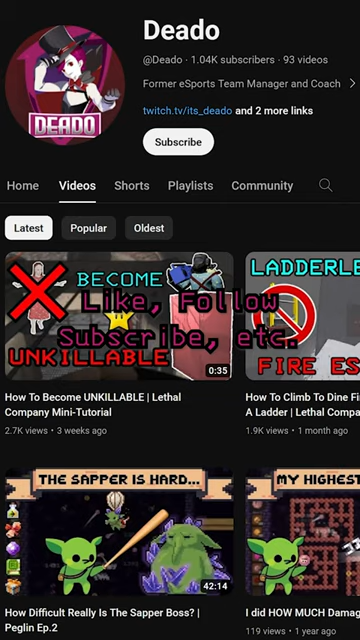 Deado
@Deado · 1.04K subscribers · 93 videos
Former eSports Team Manager and Coach
twitch.tv/its_deado and 2 more links
Subscribe
DEADO
Home Videos Shorts Playlists Community
Latest Popular Oldest
BECOME
UNKILLABLE
0:35
LADDERLE
FIRE ES
Like, Follow
Subscribe, etc.
How To Become UNKILLABLE | Lethal
Company Mini-Tutorial
2.7K views • 3 weeks ago
How To Climb To Dine Fi
A Ladder | Lethal Compa
1.9K views • 1 month ago
THE SAPPER IS HARD...
42:14
MY HIGHEST
How Difficult Really Is The Sapper Boss? |
Peglin Ep.2
I did HOW MUCH Damag
119 views • 1 year ago